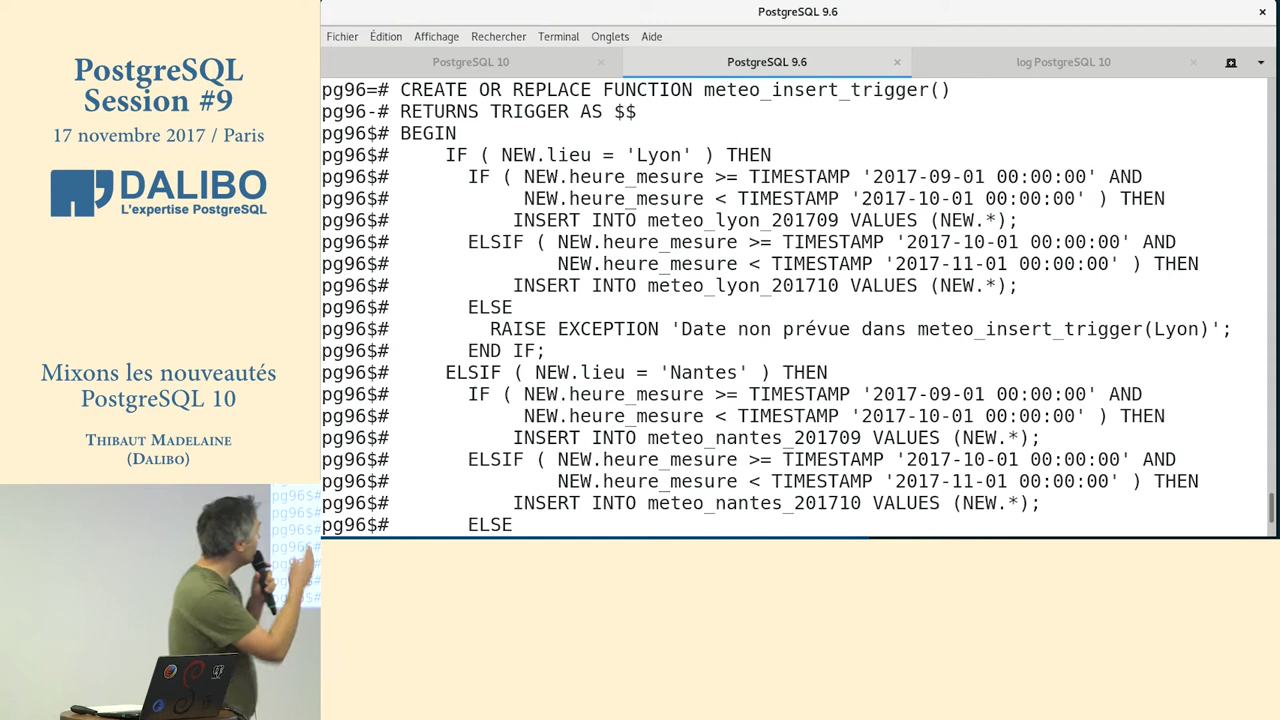 PostgreSQL
Session #9
17 novembre 2017 / Paris
DALIBO
L'expertise PostgreSQL
Mixons les nouveautés
PostgreSQL 10
Thibaut Madelaine
(Dalibo)
PostgreSQL 9.6
Fichier Édition Affichage Rechercher Terminal Onglets Aide
PostgreSQL 10 PostgreSQL 9.6 log PostgreSQL 10
pg96=# CREATE OR REPLACE FUNCTION meteo_insert_trigger()
pg96-# RETURNS TRIGGER AS $$
pg96$# BEGIN
pg96$#     IF ( NEW.lieu = 'Lyon' ) THEN
pg96$#       IF ( NEW.heure_mesure >= TIMESTAMP '2017-09-01 00:00:00' AND
pg96$#            NEW.heure_mesure < TIMESTAMP '2017-10-01 00:00:00' ) THEN
pg96$#           INSERT INTO meteo_lyon_201709 VALUES (NEW.*);
pg96$#       ELSIF ( NEW.heure_mesure >= TIMESTAMP '2017-10-01 00:00:00' AND
pg96$#               NEW.heure_mesure < TIMESTAMP '2017-11-01 00:00:00' ) THEN
pg96$#           INSERT INTO meteo_lyon_201710 VALUES (NEW.*);
pg96$#       ELSE
pg96$#         RAISE EXCEPTION 'Date non prévue dans meteo_insert_trigger(Lyon)';
pg96$#       END IF;
pg96$#     ELSIF ( NEW.lieu = 'Nantes' ) THEN
pg96$#       IF ( NEW.heure_mesure >= TIMESTAMP '2017-09-01 00:00:00' AND
pg96$#            NEW.heure_mesure < TIMESTAMP '2017-10-01 00:00:00' ) THEN
pg96$#           INSERT INTO meteo_nantes_201709 VALUES (NEW.*);
pg96$#       ELSIF ( NEW.heure_mesure >= TIMESTAMP '2017-10-01 00:00:00' AND
pg96$#               NEW.heure_mesure < TIMESTAMP '2017-11-01 00:00:00' ) THEN
pg96$#           INSERT INTO meteo_nantes_201710 VALUES (NEW.*);
pg96$#       ELSE
pg96$#
pg96$#
pg96$#
pg96$#
pg96$#
pg96$#
pg96$#